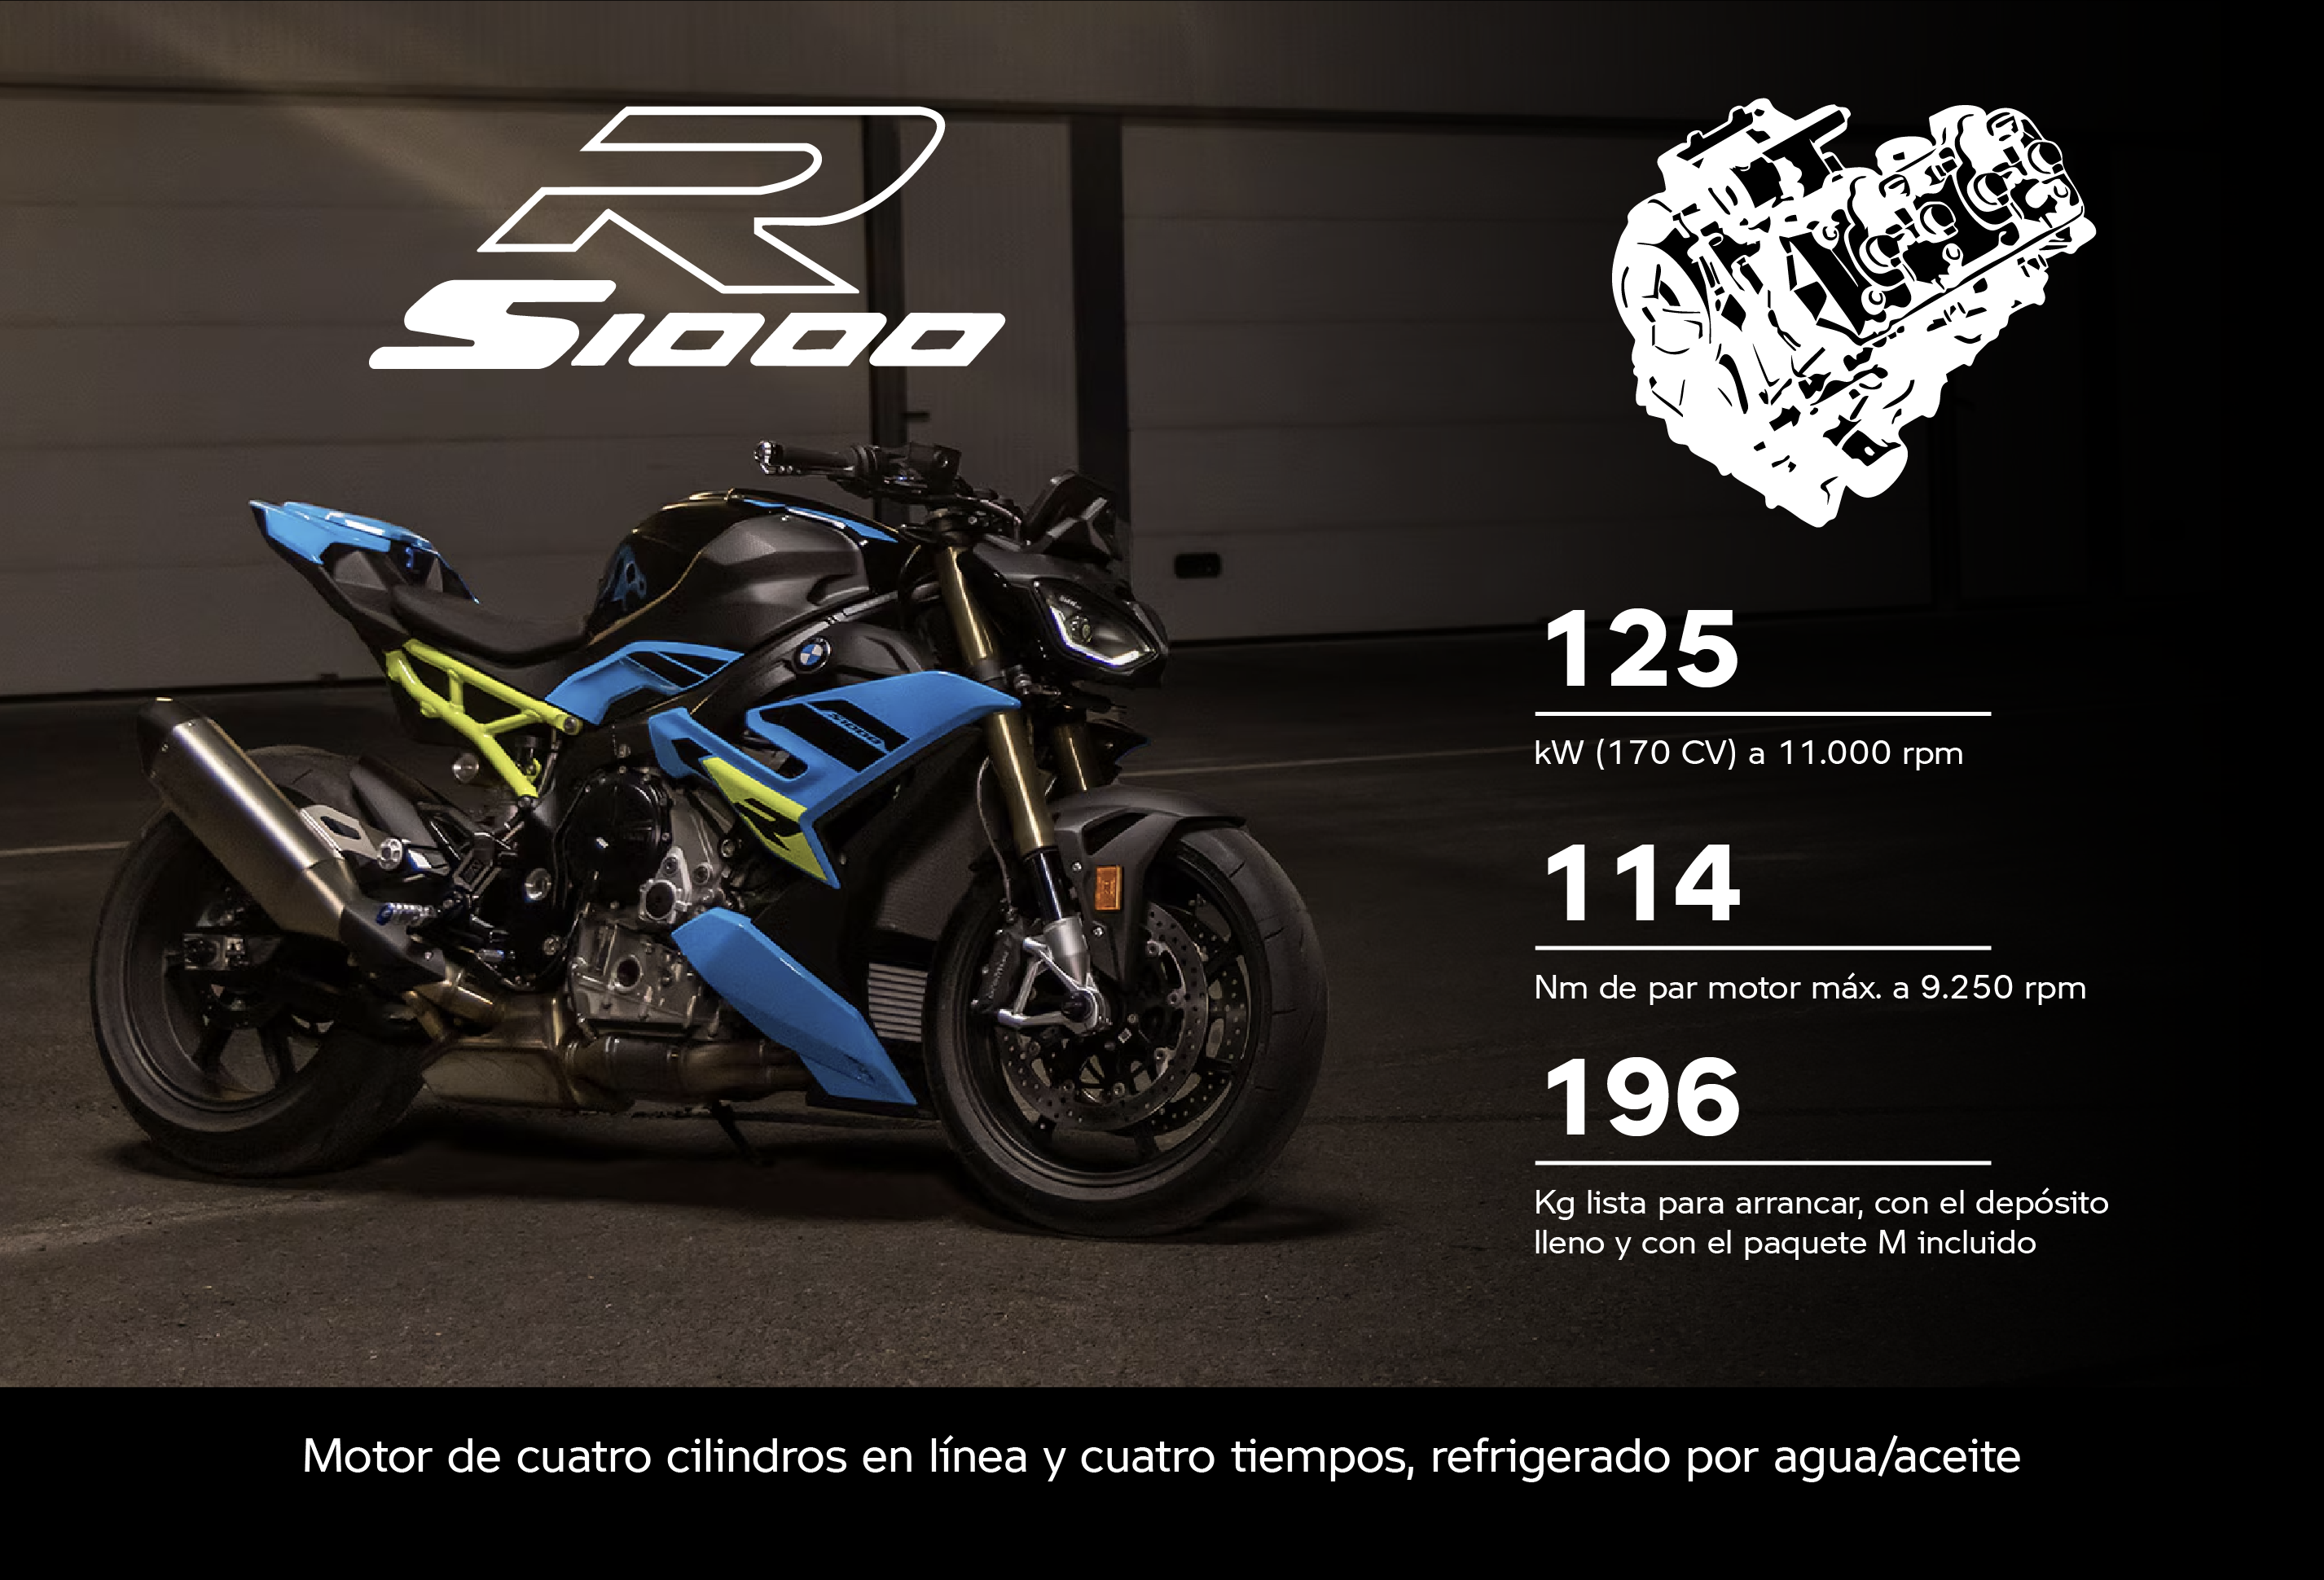 R
S1000
S1000
R
125
kW (170 CV) a 11.000 rpm
114
Nm de par motor máx. a 9.250 rpm
196
Kg lista para arrancar, con el depósito
lleno y con el paquete M incluido
Motor de cuatro cilindros en línea y cuatro tiempos, refrigerado por agua/aceite